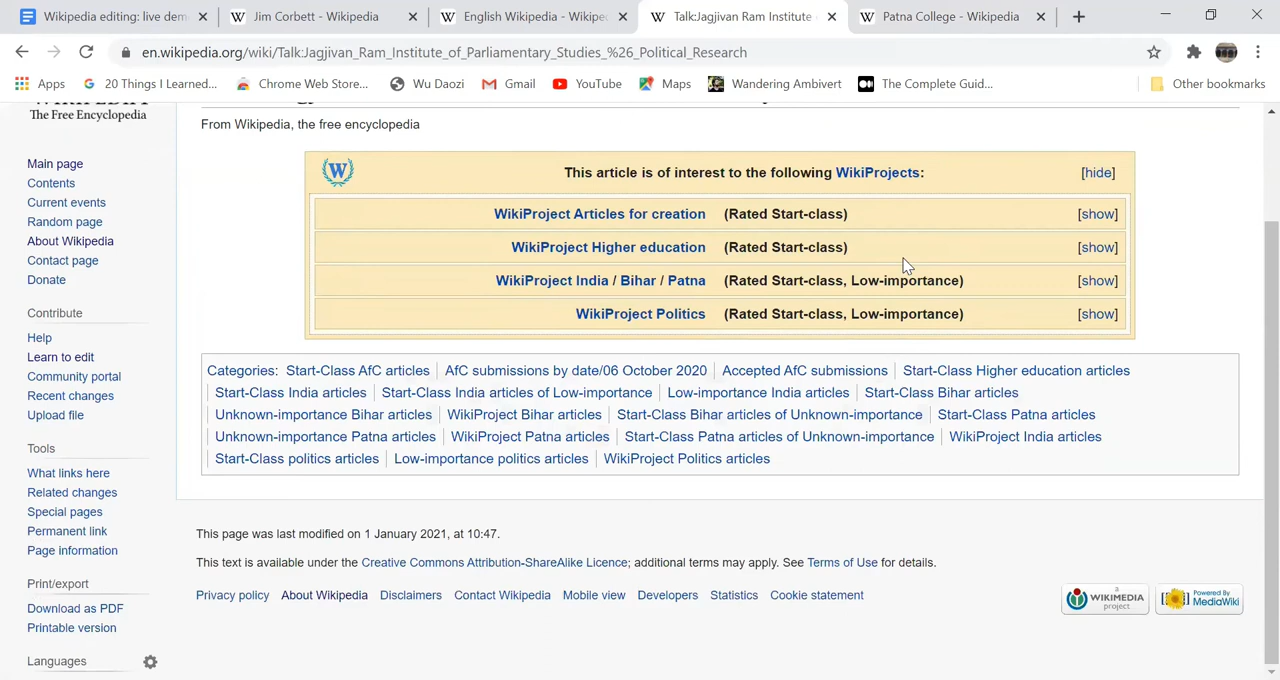 Wikipedia editing: live dem
Jim Corbett - Wikipedia
English Wikipedia - Wikipe
Talk:Jagjivan Ram Institute
Patna College - Wikipedia
en.wikipedia.org/wiki/Talk:Jagjivan_Ram_Institute_of_Parliamentary_Studies_%26_Political_Research
Apps
20 Things I Learned...
Chrome Web Store...
Wu Daozi
Gmail
YouTube
Maps
Wandering Ambivert
The Complete Guid...
Other bookmarks
The Free Encyclopedia
From Wikipedia, the free encyclopedia
Main page
Contents
Current events
Random page
About Wikipedia
Contact page
Donate
Contribute
Help
Learn to edit
Community portal
Recent changes
Upload file
Tools
What links here
Related changes
Special pages
Permanent link
Page information
Print/export
Download as PDF
Printable version
Languages
This article is of interest to the following WikiProjects: [hide]
WikiProject Articles for creation (Rated Start-class) [show]
WikiProject Higher education (Rated Start-class) [show]
WikiProject India / Bihar / Patna (Rated Start-class, Low-importance) [show]
WikiProject Politics (Rated Start-class, Low-importance) [show]
Categories: Start-Class AfC articles | AfC submissions by date/06 October 2020 | Accepted AfC submissions | Start-Class Higher education articles
Start-Class India articles | Start-Class India articles of Low-importance | Low-importance India articles | Start-Class Bihar articles
Unknown-importance Bihar articles | WikiProject Bihar articles | Start-Class Bihar articles of Unknown-importance | Start-Class Patna articles
Unknown-importance Patna articles | WikiProject Patna articles | Start-Class Patna articles of Unknown-importance | WikiProject India articles
Start-Class politics articles | Low-importance politics articles | WikiProject Politics articles
This page was last modified on 1 January 2021, at 10:47.
This text is available under the Creative Commons Attribution-ShareAlike Licence; additional terms may apply. See Terms of Use for details.
Privacy policy About Wikipedia Disclaimers Contact Wikipedia Mobile view Developers Statistics Cookie statement
WIKIMEDIA
project
Powered By
MediaWiki